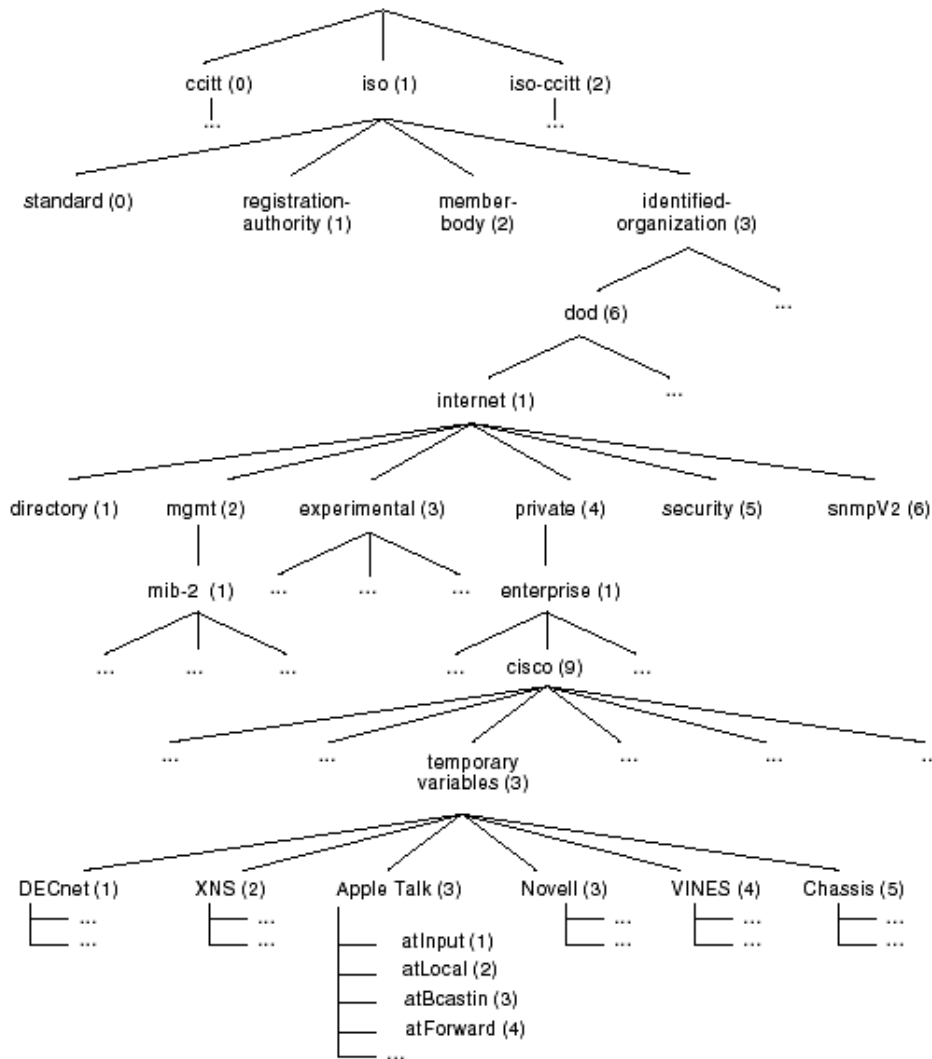 ccitt (0) iso (1) iso-ccitt (2)
... ...
standard (0) registration- member- identified-
authority (1) body (2) organization (3)
...
dod (6)
...
internet (1)
directory (1) mgmt (2) experimental (3) private (4) security (5) snmpV2 (6)
mib-2 (1) ... ... ... enterprise (1)
... ... ... ... cisco (9) ...
... ... temporary ... ... ..
variables (3)
DECnet (1) XNS (2) Apple Talk (3) Novell (3) VINES (4) Chassis (5)
... ... ... ... ...
... ... ... ... ...
atInput (1)
atLocal (2)
atBcastin (3)
atForward (4)
...